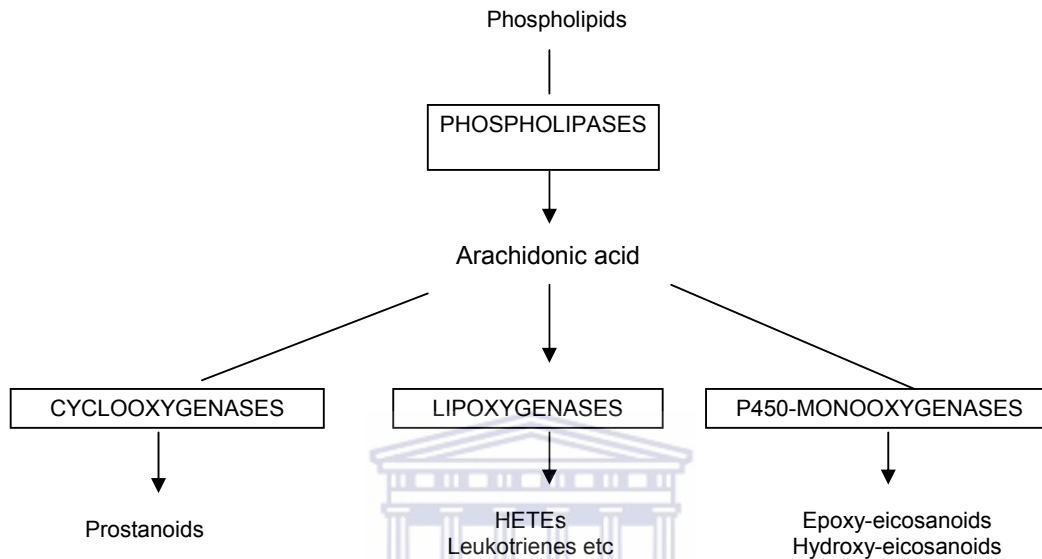 Phospholipids
PHOSPHOLIPASES
Arachidonic acid
CYCLOOXYGENASES
LIPOXYGENASES
P450-MONOOXYGENASES
Prostanoids
HETEs
Leukotrienes etc
Epoxy-eicosanoids
Hydroxy-eicosanoids